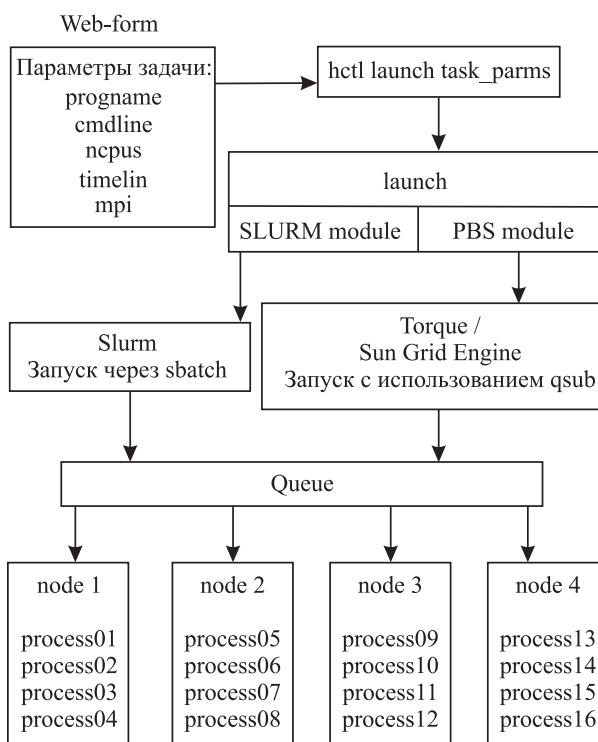 Web-form
Параметры задачи:
progname
cmdline
ncpus
timelin
mpi
hctl launch task_parms
launch
SLURM module
PBS module
Slurm
Запуск через sbatch
Torque /
Sun Grid Engine
Запуск с использованием qsub
Queue
node 1
process01
process02
process03
process04
node 2
process05
process06
process07
process08
node 3
process09
process10
process11
process12
node 4
process13
process14
process15
process16